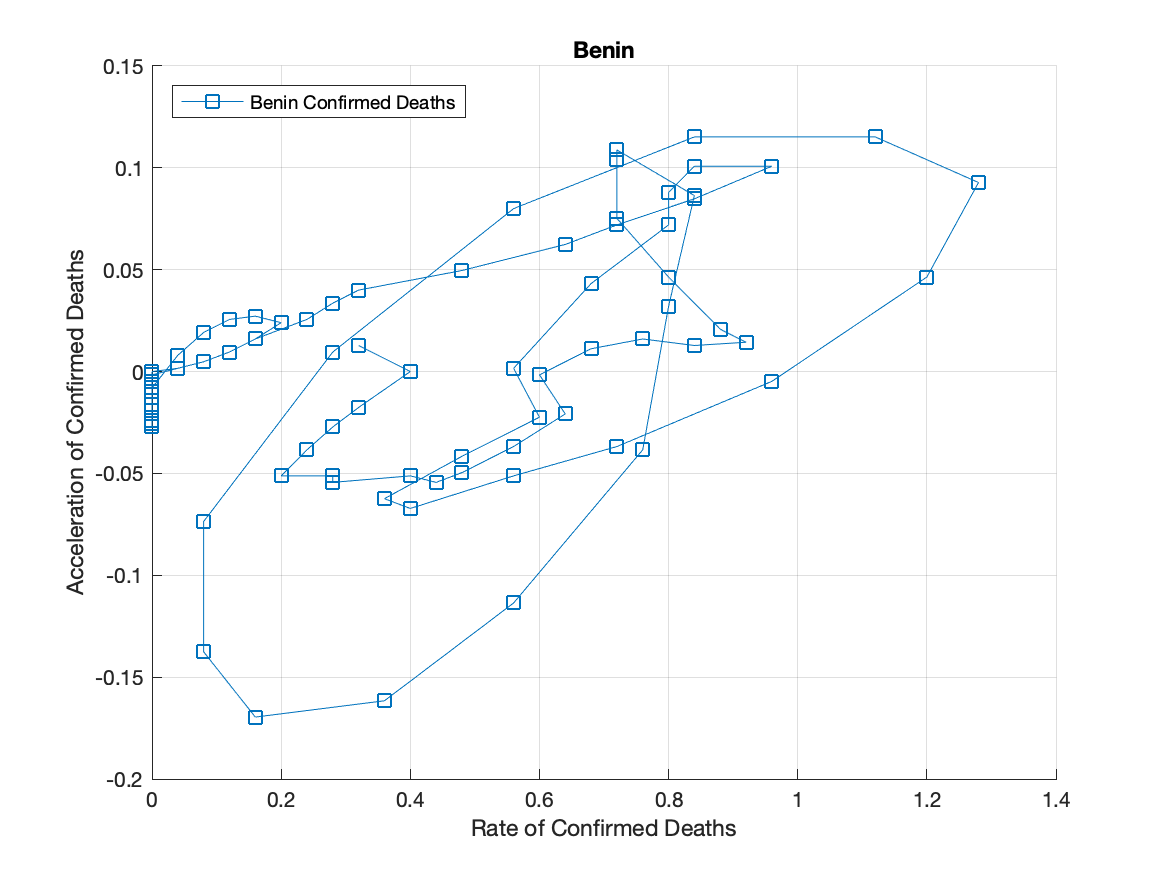 Benin
Benin Confirmed Deaths
0.15
0.1
0.05
0
-0.05
-0.1
-0.15
-0.2
Acceleration of Confirmed Deaths
0 0.2 0.4 0.6 0.8 1 1.2 1.4
Rate of Confirmed Deaths